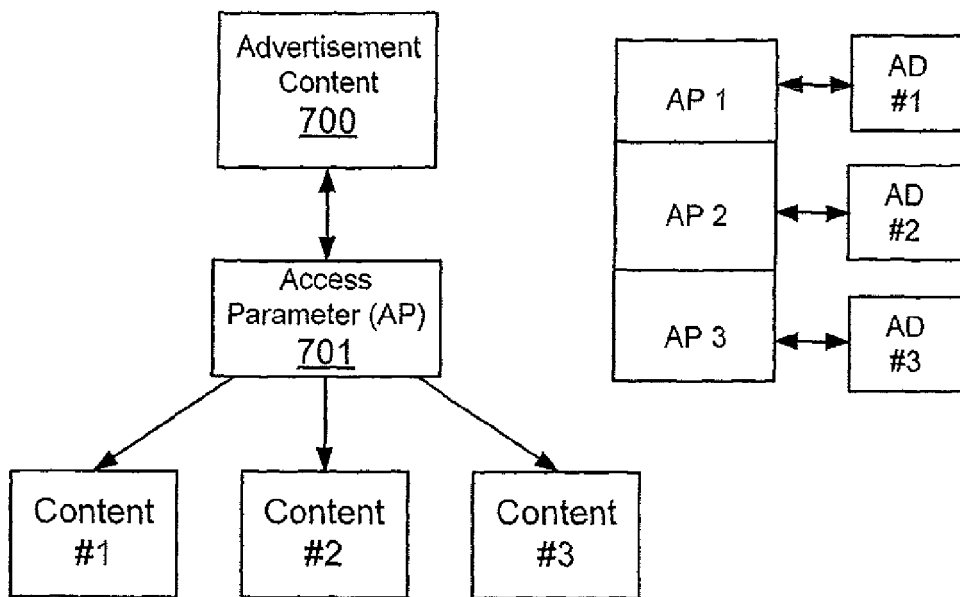 Advertisement
Content
700
Access
Parameter (AP)
701
Content
#1
Content
#2
Content
#3
AP 1
AD
#1
AP 2
AD
#2
AP 3
AD
#3